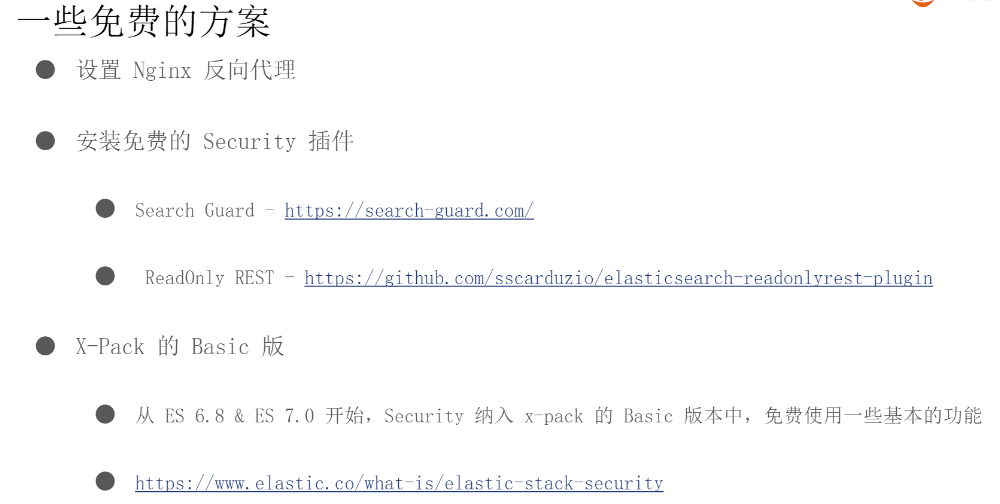 一些免费的方案
设置 Nginx 反向代理
安装免费的 Security 插件
Search Guard - https://search-guard.com/
ReadOnly REST - https://github.com/sscarduzio/elasticsearch-readonlyrest-plugin
X-Pack 的 Basic 版
从 ES 6.8 & ES 7.0 开始，Security 纳入 x-pack 的 Basic 版本中，免费使用一些基本的功能
https://www.elastic.co/what-is/elastic-stack-security